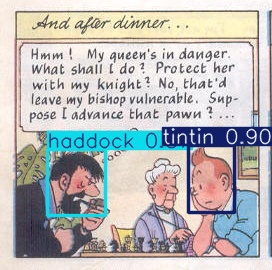 And after dinner...
Hmm! My queen's in danger.
What shall I do? Protect her
with my knight? No, that'd
leave my bishop vulnerable. Sup-
pose I advance that pawn?...
haddock 0.
tintin 0.90